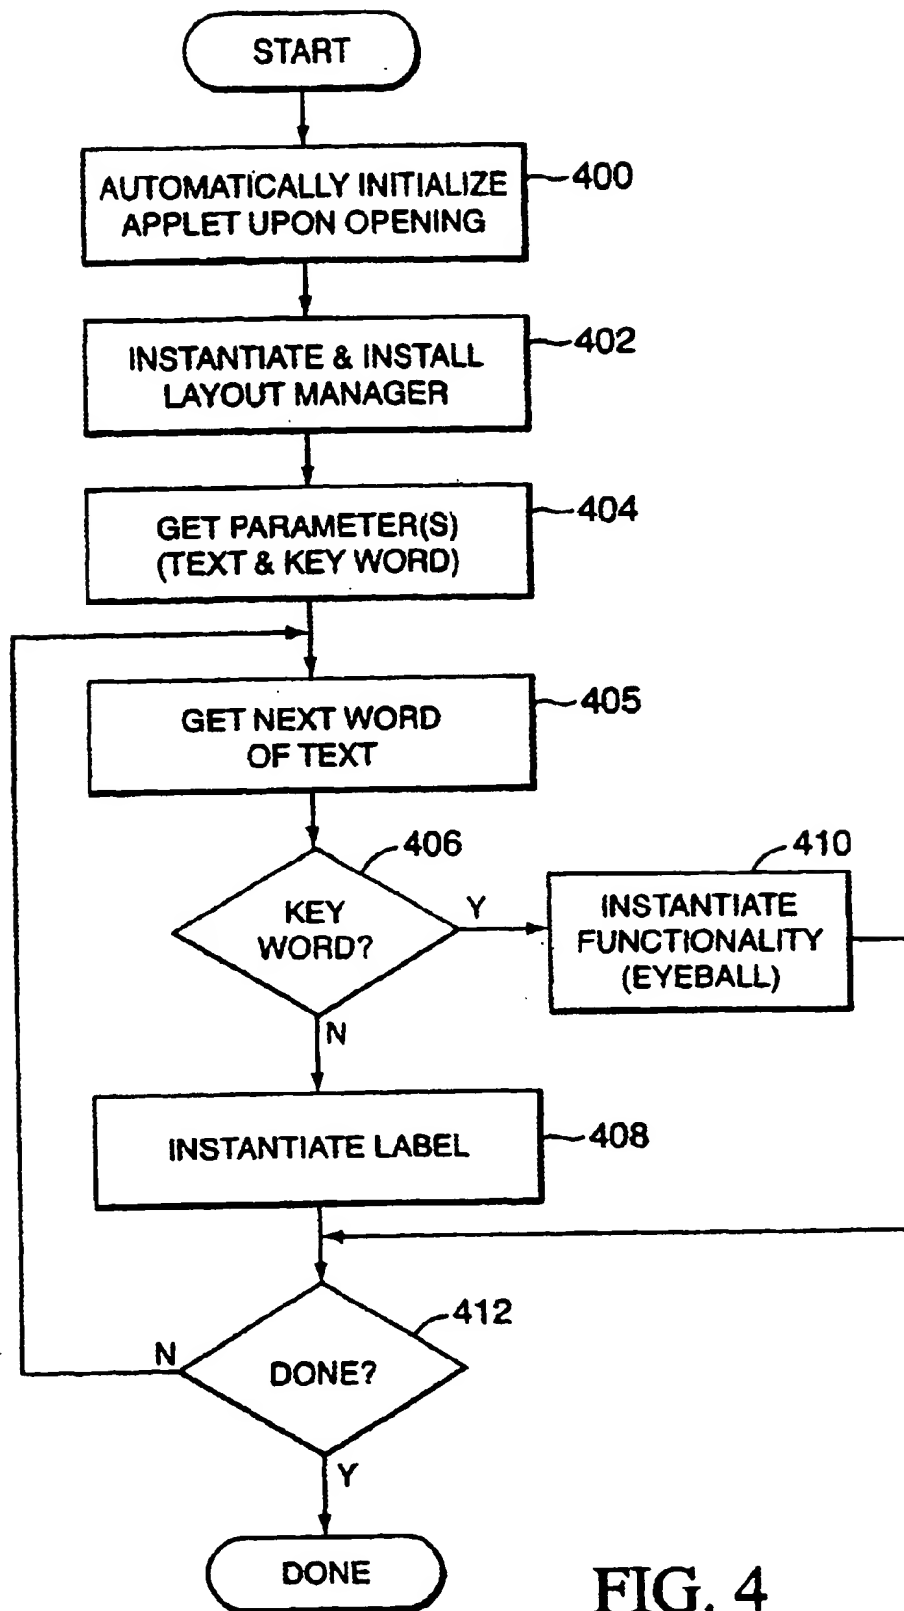 START
AUTOMATICALLY INITIALIZE
APPLET UPON OPENING
400
INSTANTIATE & INSTALL
LAYOUT MANAGER
402
GET PARAMETER(S)
(TEXT & KEY WORD)
404
GET NEXT WORD
OF TEXT
405
KEY
WORD?
406
Y
INSTANTIATE
FUNCTIONALITY
(EYEBALL)
410
N
INSTANTIATE LABEL
408
DONE?
412
N
Y
DONE
FIG. 4